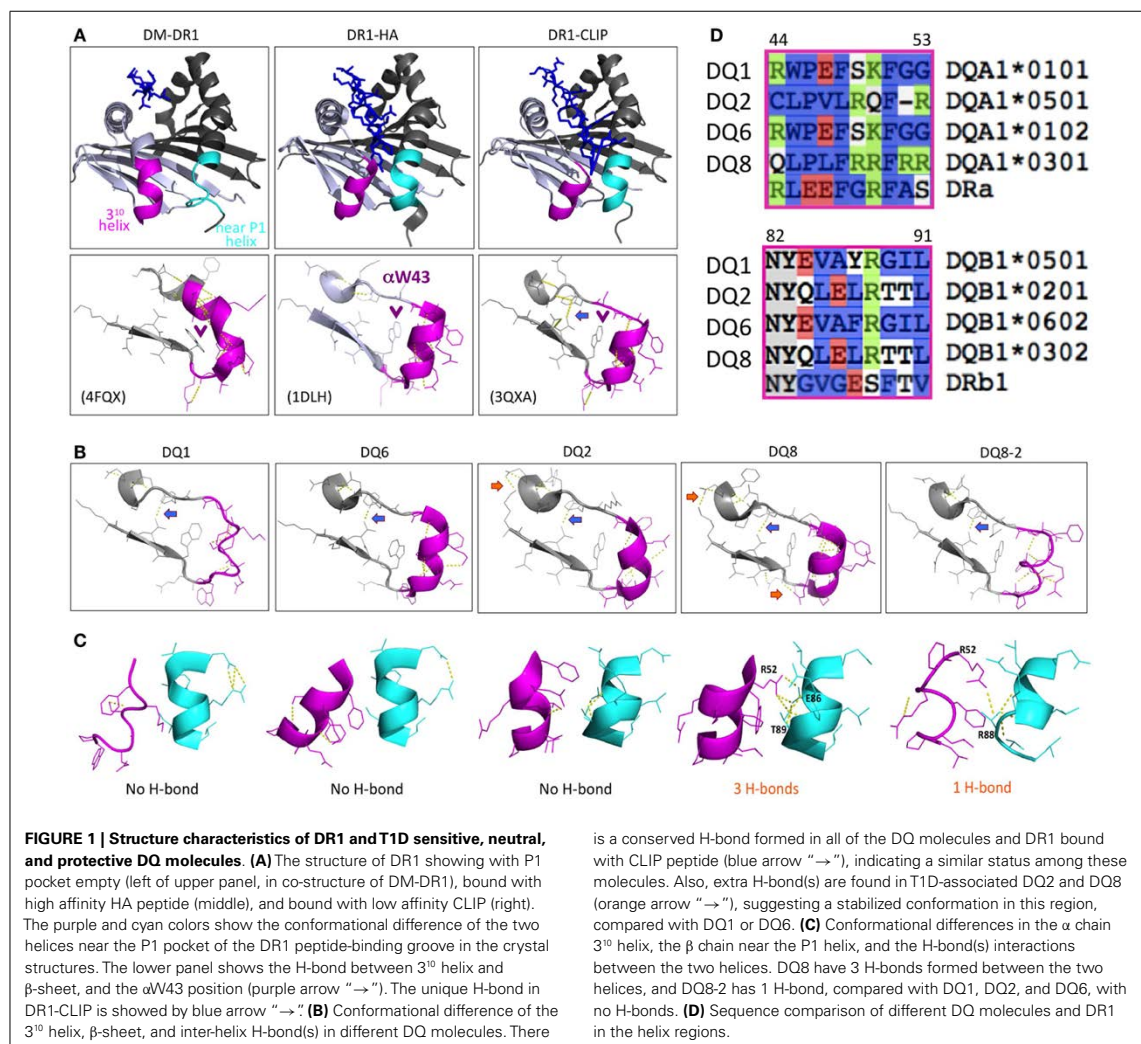 A
DM-DR1
DR1-HA
DR1-CLIP
3¹⁰
helix
near P1
helix
αW43
(4FQX)
(1DLH)
(3QXA)
D
44 53
DQ1 RWPEFSKFGG DQA1*0101
DQ2 CLPVLRQF-R DQA1*0501
DQ6 RWPEFSKFGG DQA1*0102
DQ8 QLPLFRRFRR DQA1*0301
RLEEFGRFAS DRa
82 91
DQ1 NYEVAYRGIL DQB1*0501
DQ2 NYQLELRTTL DQB1*0201
DQ6 NYEVAFRGIL DQB1*0602
DQ8 NYQLELRTTL DQB1*0302
NYGVGESFTV DRb1
B
DQ1
DQ6
DQ2
DQ8
DQ8-2
C
R52
E86
T89
R52
R88
No H-bond
No H-bond
No H-bond
3 H-bonds
1 H-bond
FIGURE 1 | Structure characteristics of DR1 and T1D sensitive, neutral,
and protective DQ molecules. (A) The structure of DR1 showing with P1
pocket empty (left of upper panel, in co-structure of DM-DR1), bound with
high affinity HA peptide (middle), and bound with low affinity CLIP (right).
The purple and cyan colors show the conformational difference of the two
helices near the P1 pocket of the DR1 peptide-binding groove in the crystal
structures. The lower panel shows the H-bond between 3¹⁰ helix and
β-sheet, and the αW43 position (purple arrow “→”). The unique H-bond in
DR1-CLIP is showed by blue arrow “→”. (B) Conformational difference of the
3¹⁰ helix, β-sheet, and inter-helix H-bond(s) in different DQ molecules. There
is a conserved H-bond formed in all of the DQ molecules and DR1 bound
with CLIP peptide (blue arrow “→”), indicating a similar status among these
molecules. Also, extra H-bond(s) are found in T1D-associated DQ2 and DQ8
(orange arrow “→”), suggesting a stabilized conformation in this region,
compared with DQ1 or DQ6. (C) Conformational differences in the α chain
3¹⁰ helix, the β chain near the P1 helix, and the H-bond(s) interactions
between the two helices. DQ8 have 3 H-bonds formed between the two
helices, and DQ8-2 has 1 H-bond, compared with DQ1, DQ2, and DQ6, with
no H-bonds. (D) Sequence comparison of different DQ molecules and DR1
in the helix regions.